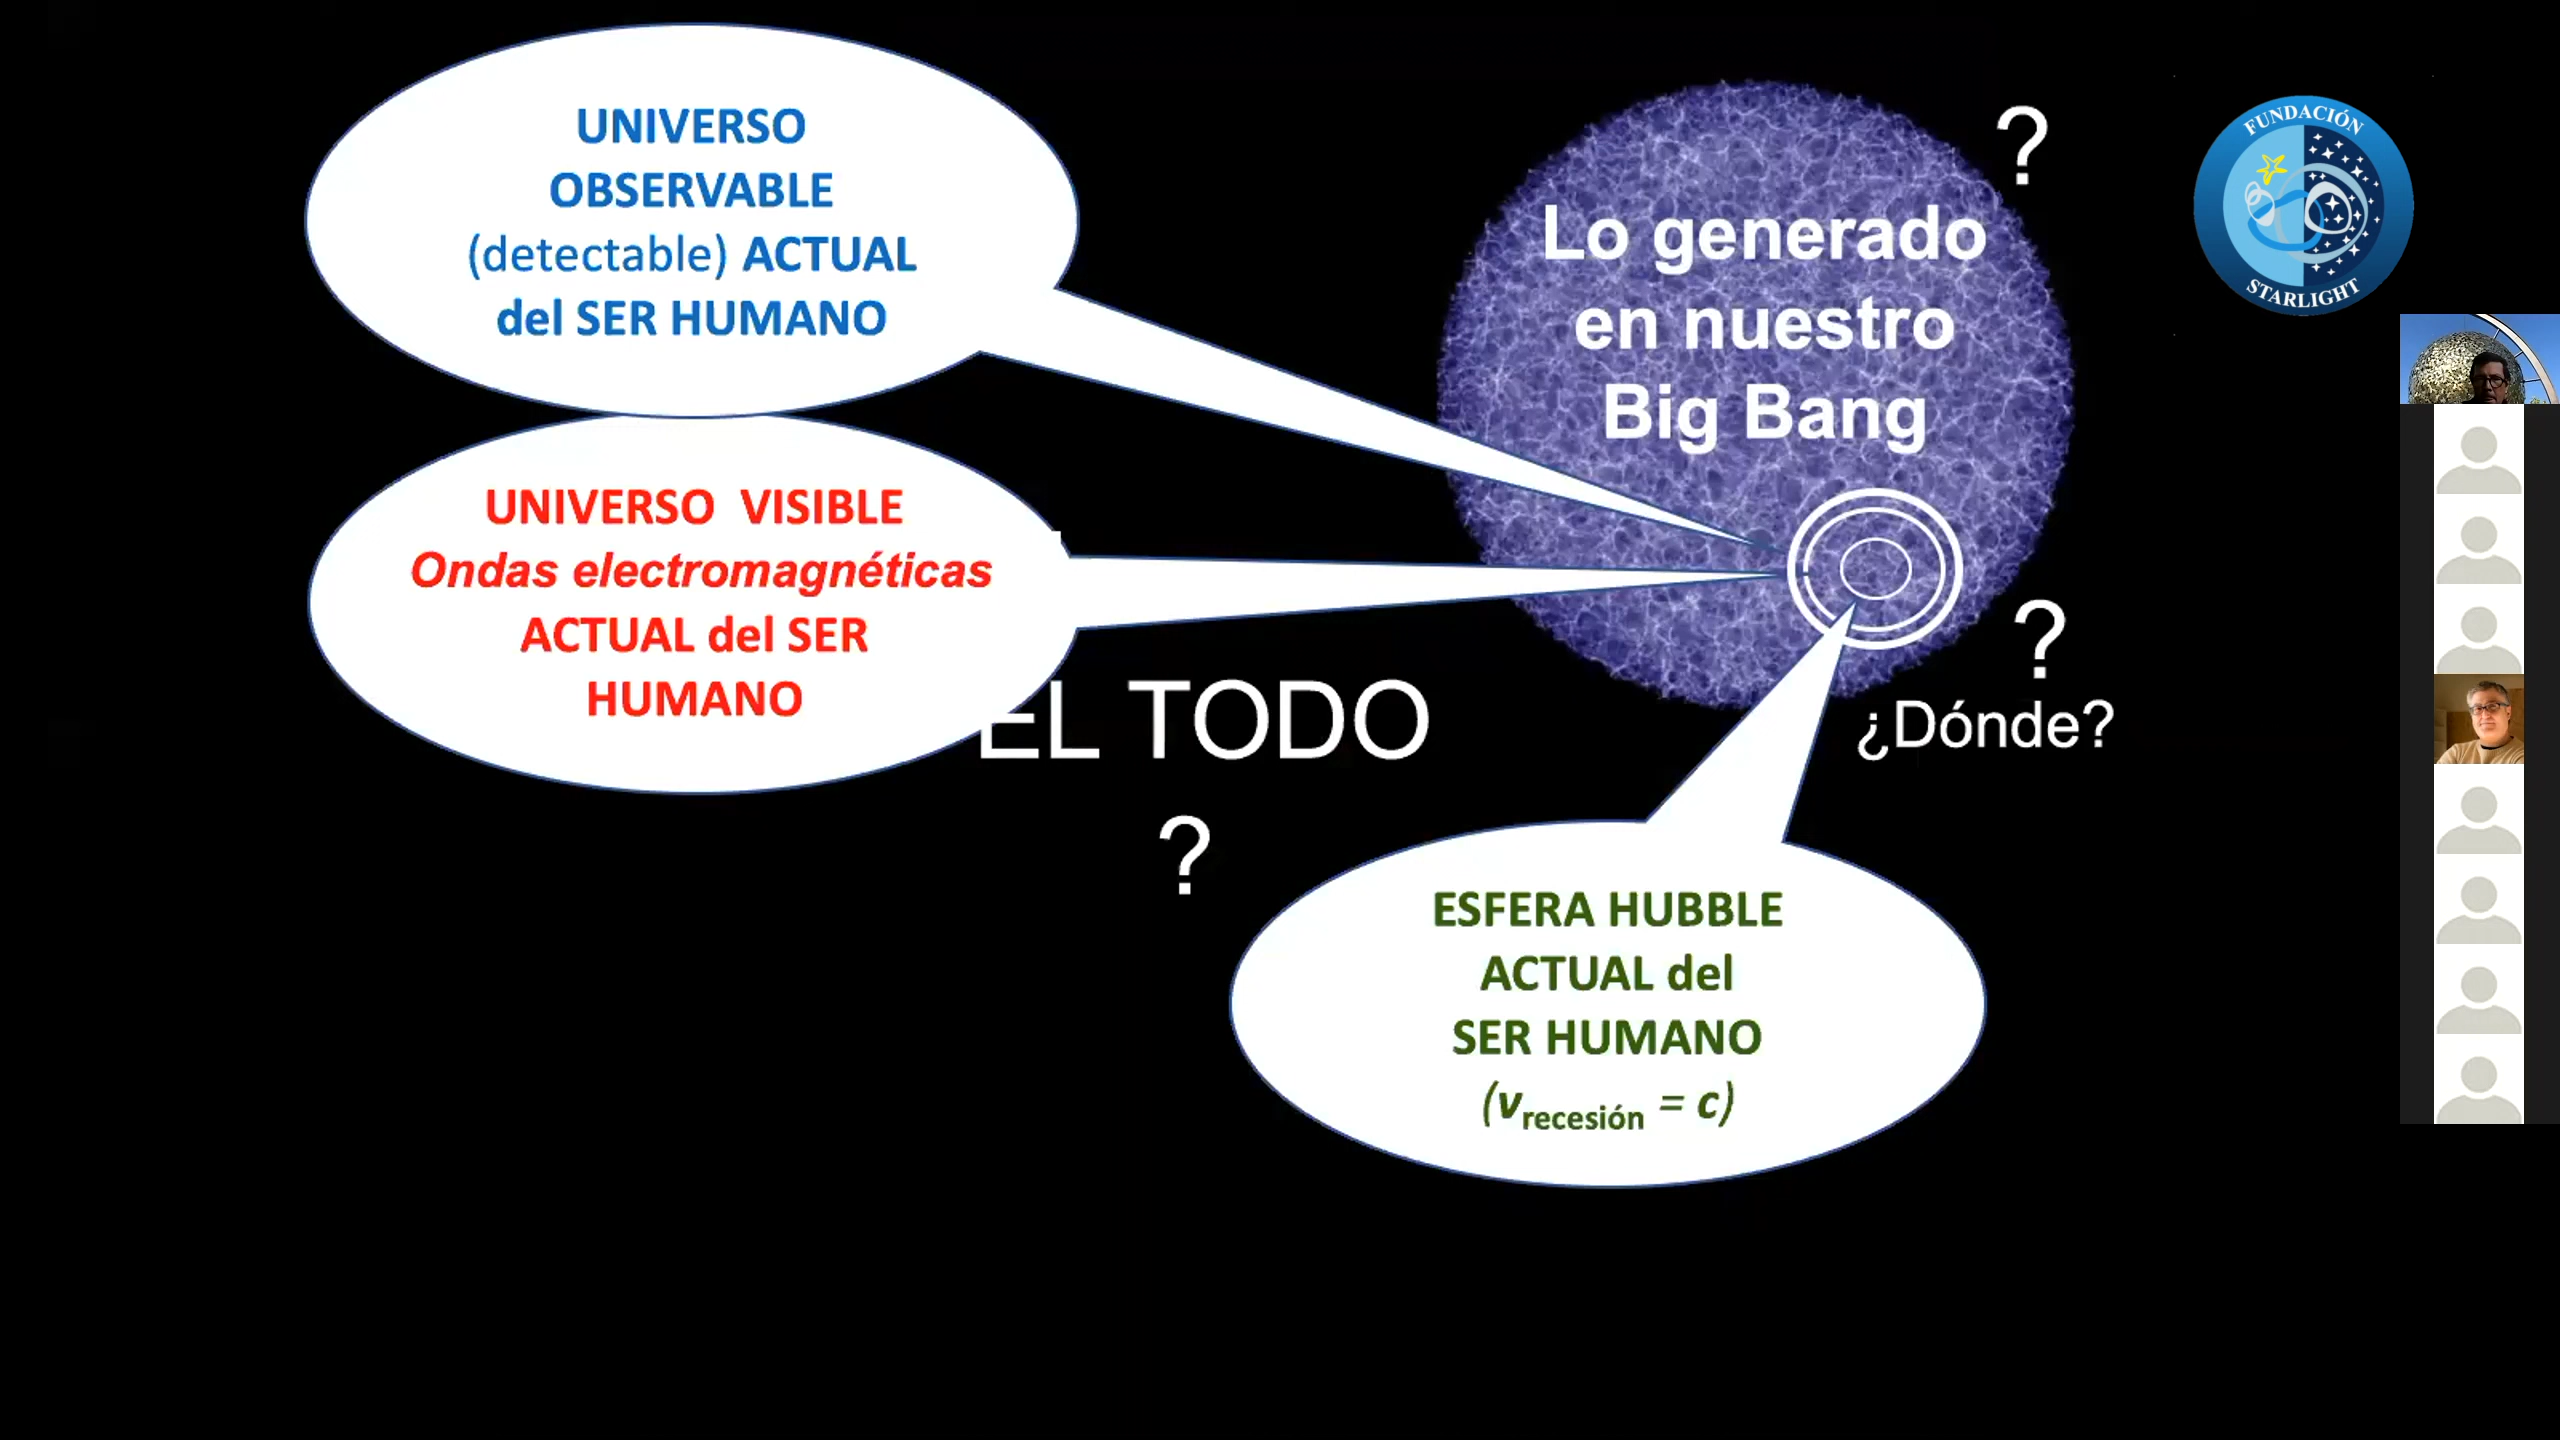 UNIVERSO
OBSERVABLE
(detectable) ACTUAL
del SER HUMANO
UNIVERSO VISIBLE
Ondas electromagnéticas
ACTUAL del SER
HUMANO
Lo generado
en nuestro
Big Bang
?
?
¿Dónde?
EL TODO
?
ESFERA HUBBLE
ACTUAL del
SER HUMANO
(vrecesión = c)
FUNDACIÓN
STARLIGHT